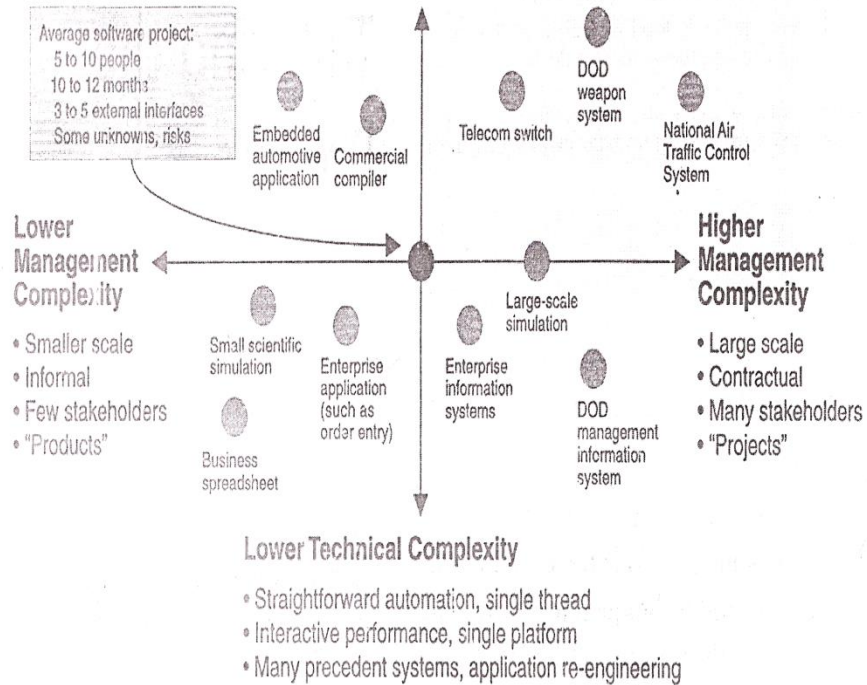 Average software project:
5 to 10 people
10 to 12 months
3 to 5 external interfaces
Some unknowns, risks
Embedded
automotive
application
Commercial
compiler
Telecom switch
DOD
weapon
system
National Air
Traffic Control
System
Lower
Management
Complexity
• Smaller scale
• Informal
• Few stakeholders
• "Products"
Higher
Management
Complexity
• Large scale
• Contractual
• Many stakeholders
• "Projects"
Small scientific
simulation
Enterprise
application
(such as
order entry)
Enterprise
information
systems
Large-scale
simulation
Business
spreadsheet
DOD
management
information
system
Lower Technical Complexity
• Straightforward automation, single thread
• Interactive performance, single platform
• Many precedent systems, application re-engineering